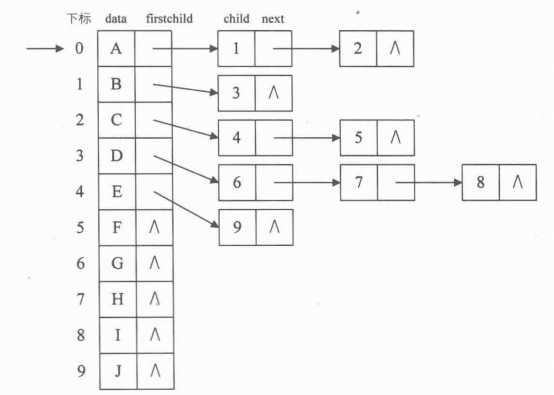 下标 data firstchild child next
0 A 1 2 ∧
1 B 3 ∧
2 C 4 5 ∧
3 D 6 7 8 ∧
4 E 9 ∧
5 F ∧
6 G ∧
7 H ∧
8 I ∧
9 J ∧